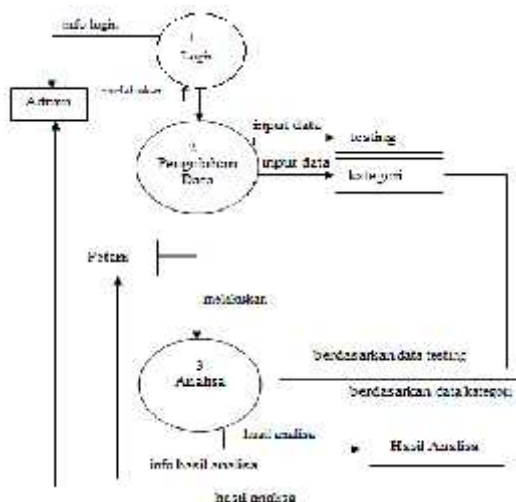 info login
1
Login
Admin
melakukan
2
Pengolahan
Data
input data
testing
input data
kategori
Petani
melakukan
3
Analisa
berdasarkan data testing
berdasarkan data kategori
hasil analisa
Hasil Analisa
info hasil analisa
hasil analisa